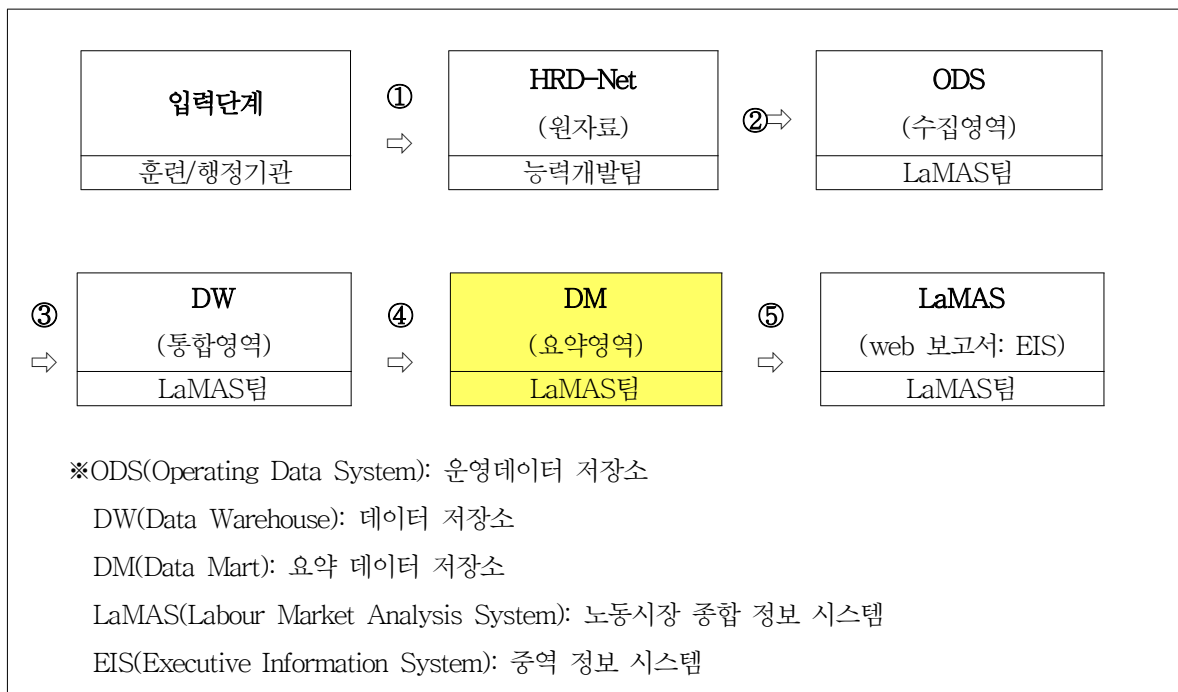 입력단계
훈련/행정기관
①
⇨
HRD-Net
(원자료)
능력개발팀
②⇨
ODS
(수집영역)
LaMAS팀
③
⇨
DW
(통합영역)
LaMAS팀
④
⇨
DM
(요약영역)
LaMAS팀
⑤
⇨
LaMAS
(web 보고서: EIS)
LaMAS팀
※ODS(Operating Data System): 운영데이터 저장소
DW(Data Warehouse): 데이터 저장소
DM(Data Mart): 요약 데이터 저장소
LaMAS(Labour Market Analysis System): 노동시장 종합 정보 시스템
EIS(Executive Information System): 중역 정보 시스템